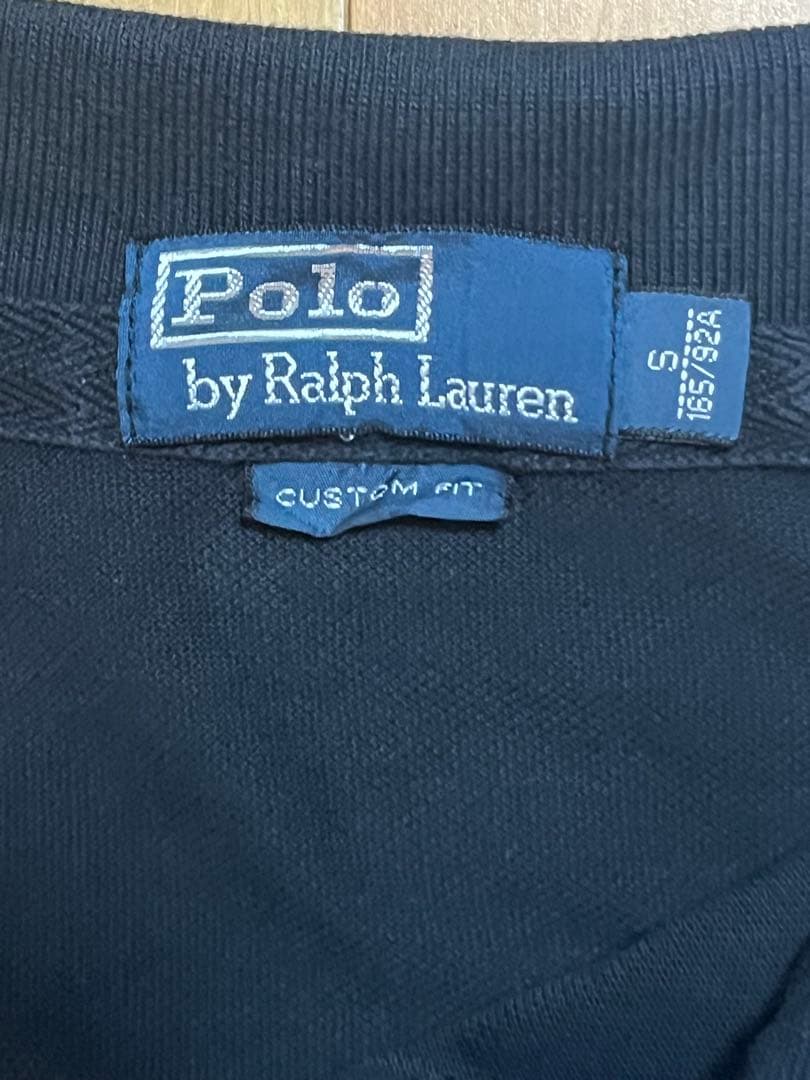 Polo
by Ralph Lauren
S
165/92A
CUSTOM FIT